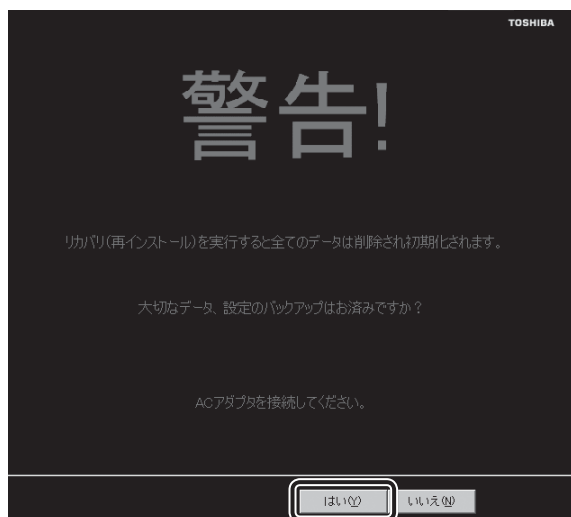 TOSHIBA
警告!
リカバリ(再インストール)を実行すると全てのデータは削除され初期化されます。
大切なデータ、設定のバックアップはお済みですか?
ACアダプタを接続してください。
はい(Y) いいえ(N)